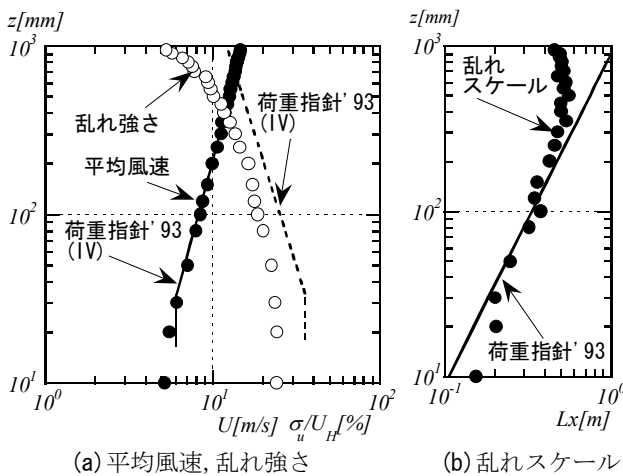 z[mm]
10³
乱れ強さ
荷重指針'93
(IV)
平均風速
10²
荷重指針'93
(IV)
10¹
10⁰ 10¹ 10²
U[m/s] σu/UH[%]
(a) 平均風速, 乱れ強さ
z[mm]
10³
乱れ
スケール
10²
荷重指針'93
10¹
10⁻¹ 10⁰
Lx[m]
(b) 乱れスケール